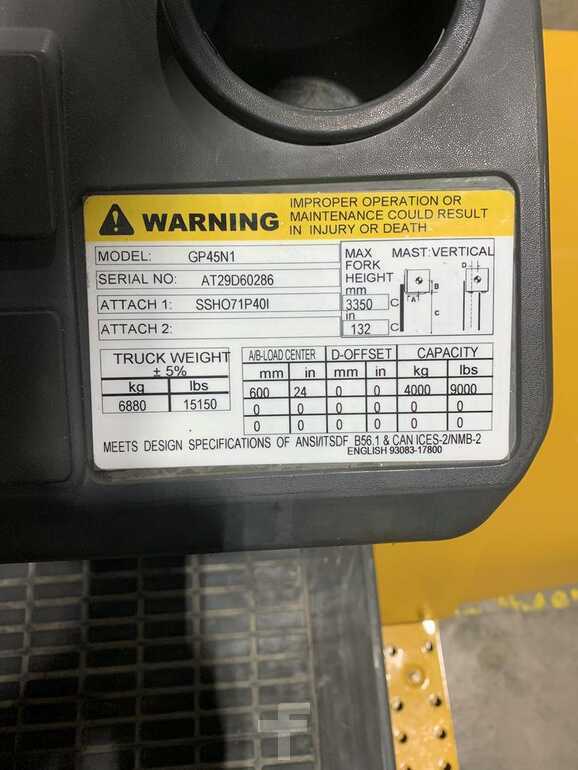 WARNING
IMPROPER OPERATION OR
MAINTENANCE COULD RESULT
IN INJURY OR DEATH
MODEL: GP45N1
SERIAL NO: AT29D60286
ATTACH 1: SSHO71P40I
ATTACH 2:
MAX FORK HEIGHT
MAST: VERTICAL
mm
3350 C
in
132 C
D
B
A
C
TRUCK WEIGHT
± 5%
kg lbs
6880 15150
A/B-LOAD CENTER D-OFFSET CAPACITY
mm in mm in kg lbs
600 24 0 0 4000 9000
0 0 0 0 0 0
0 0 0 0 0 0
MEETS DESIGN SPECIFICATIONS OF ANSI/ITSDF B56.1 & CAN ICES-2/NMB-2
ENGLISH 93083-17800